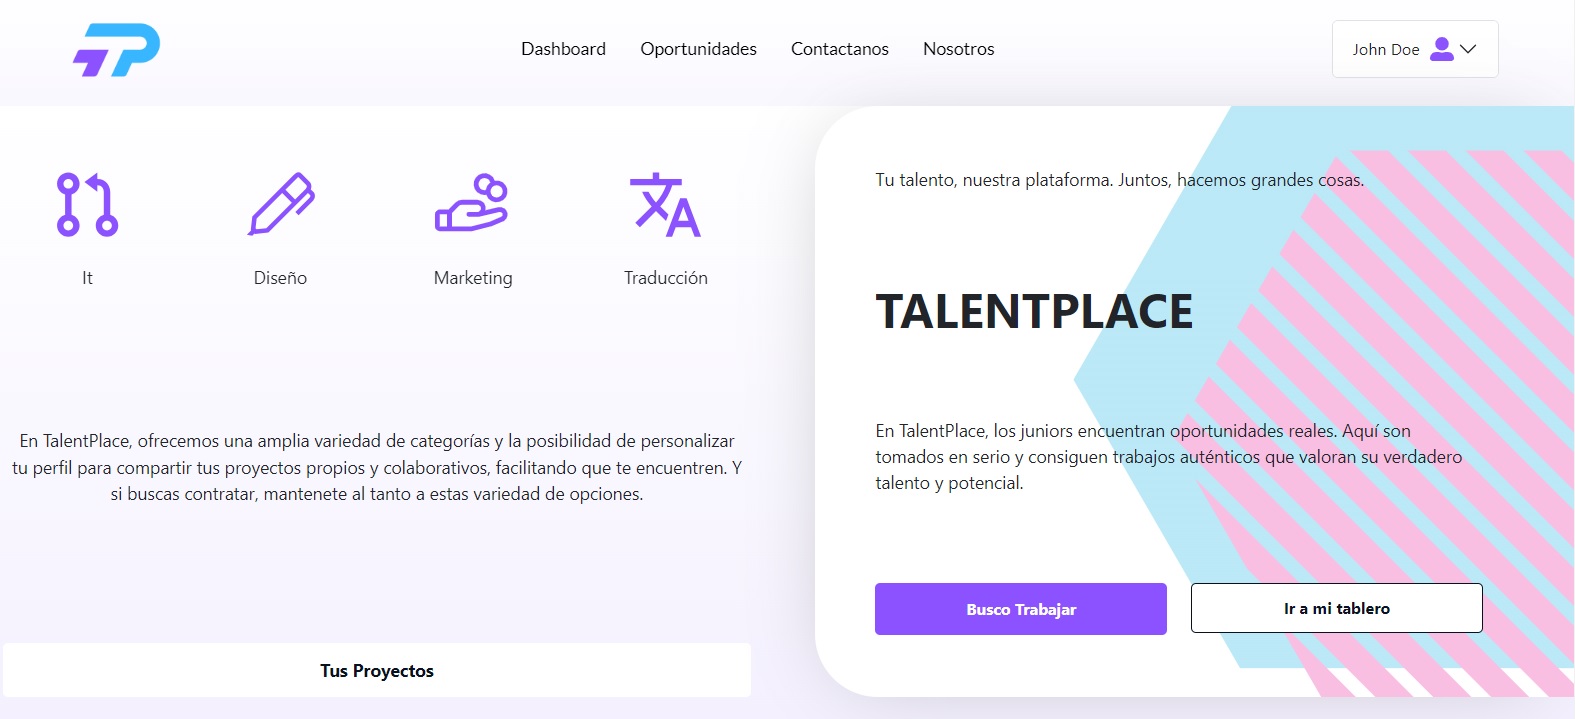 TP
Dashboard Oportunidades Contactanos Nosotros
John Doe
It Diseño Marketing Traducción
En TalentPlace, ofrecemos una amplia variedad de categorías y la posibilidad de personalizar
tu perfil para compartir tus proyectos propios y colaborativos, facilitando que te encuentren. Y
si buscas contratar, mantenete al tanto a estas variedad de opciones.
Tus Proyectos
Tu talento, nuestra plataforma. Juntos, hacemos grandes cosas.
TALENTPLACE
En TalentPlace, los juniors encuentran oportunidades reales. Aquí son
tomados en serio y consiguen trabajos auténticos que valoran su verdadero
talento y potencial.
Busco Trabajar
Ir a mi tablero